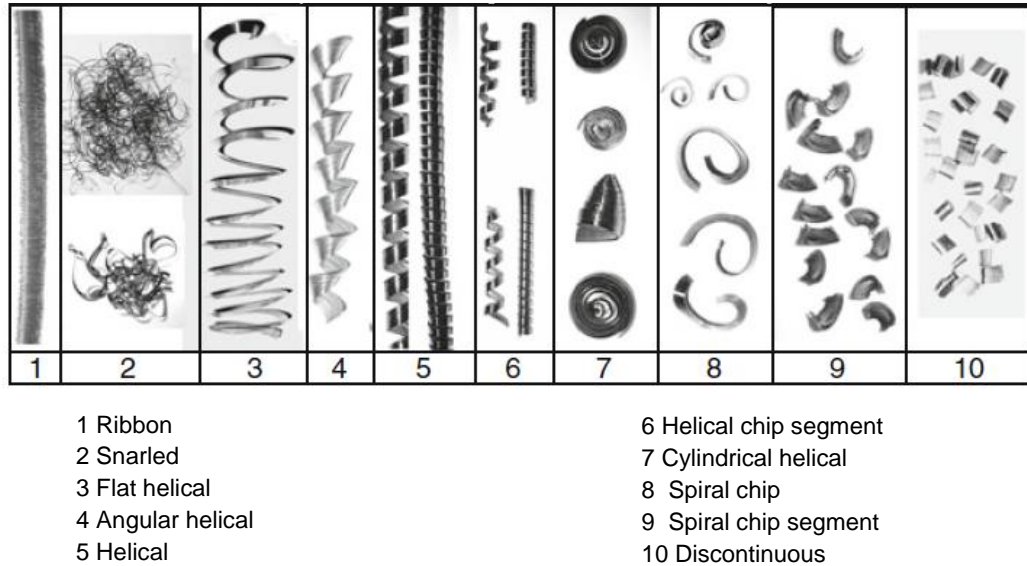 1 2 3 4 5 6 7 8 9 10
1 Ribbon
2 Snarled
3 Flat helical
4 Angular helical
5 Helical
6 Helical chip segment
7 Cylindrical helical
8 Spiral chip
9 Spiral chip segment
10 Discontinuous